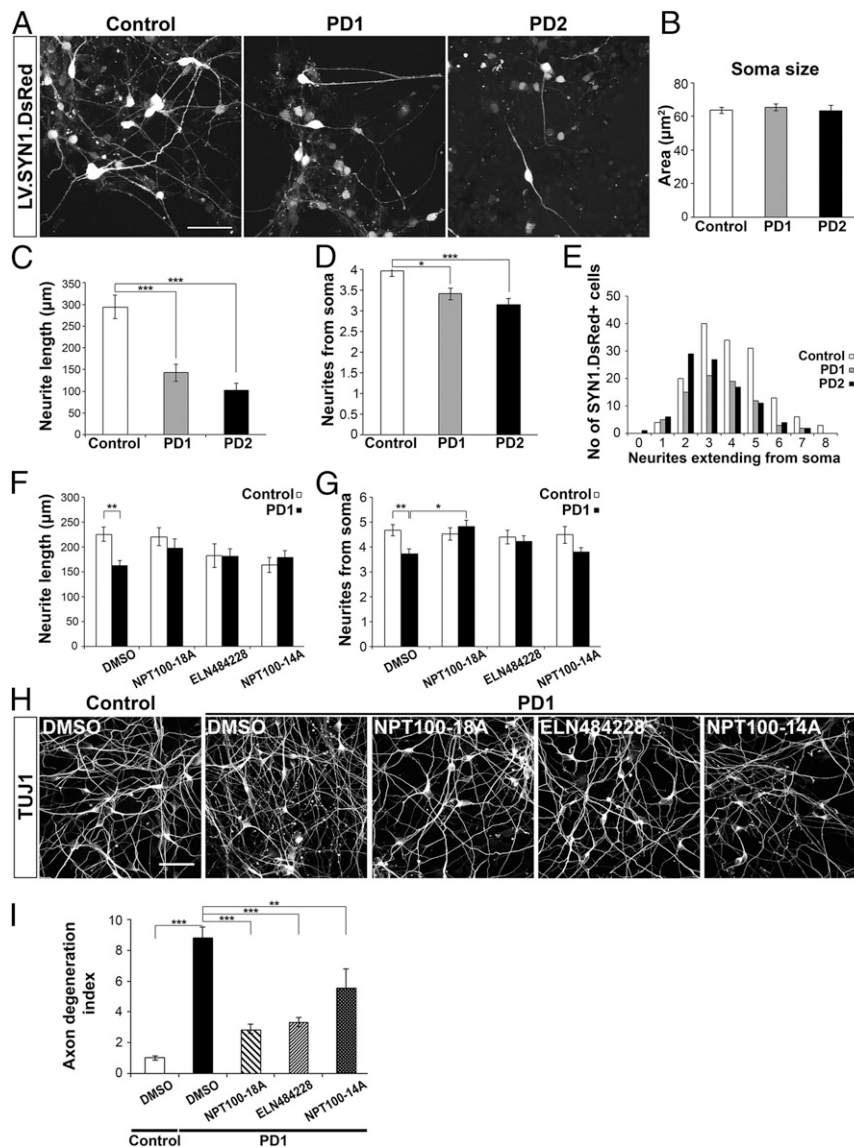 A
Control
PD1
PD2
LV.SYN1.DsRed
B
Soma size
Area (µm²)
80
60
40
20
0
Control
PD1
PD2
C
Neurite length (µm)
350
300
250
200
150
100
50
0
***
***
Control
PD1
PD2
D
Neurites from soma
4
3.5
3
2.5
2
1.5
1
0.5
0
***
*
Control
PD1
PD2
E
No of SYN1.DsRed+ cells
50
40
30
20
10
0
Control
PD1
PD2
0 1 2 3 4 5 6 7 8
Neurites extending from soma
F
Neurite length (µm)
300
250
200
150
100
50
0
Control
PD1
**
DMSO
NPT100-18A
ELN484228
NPT100-14A
G
Neurites from soma
6
5
4
3
2
1
0
Control
PD1
**
*
DMSO
NPT100-18A
ELN484228
NPT100-14A
H
Control
PD1
TUJ1
DMSO
DMSO
NPT100-18A
ELN484228
NPT100-14A
I
Axon degeneration
index
10
8
6
4
2
0
**
***
***
***
DMSO
DMSO
NPT100-18A
ELN484228
NPT100-14A
Control
PD1